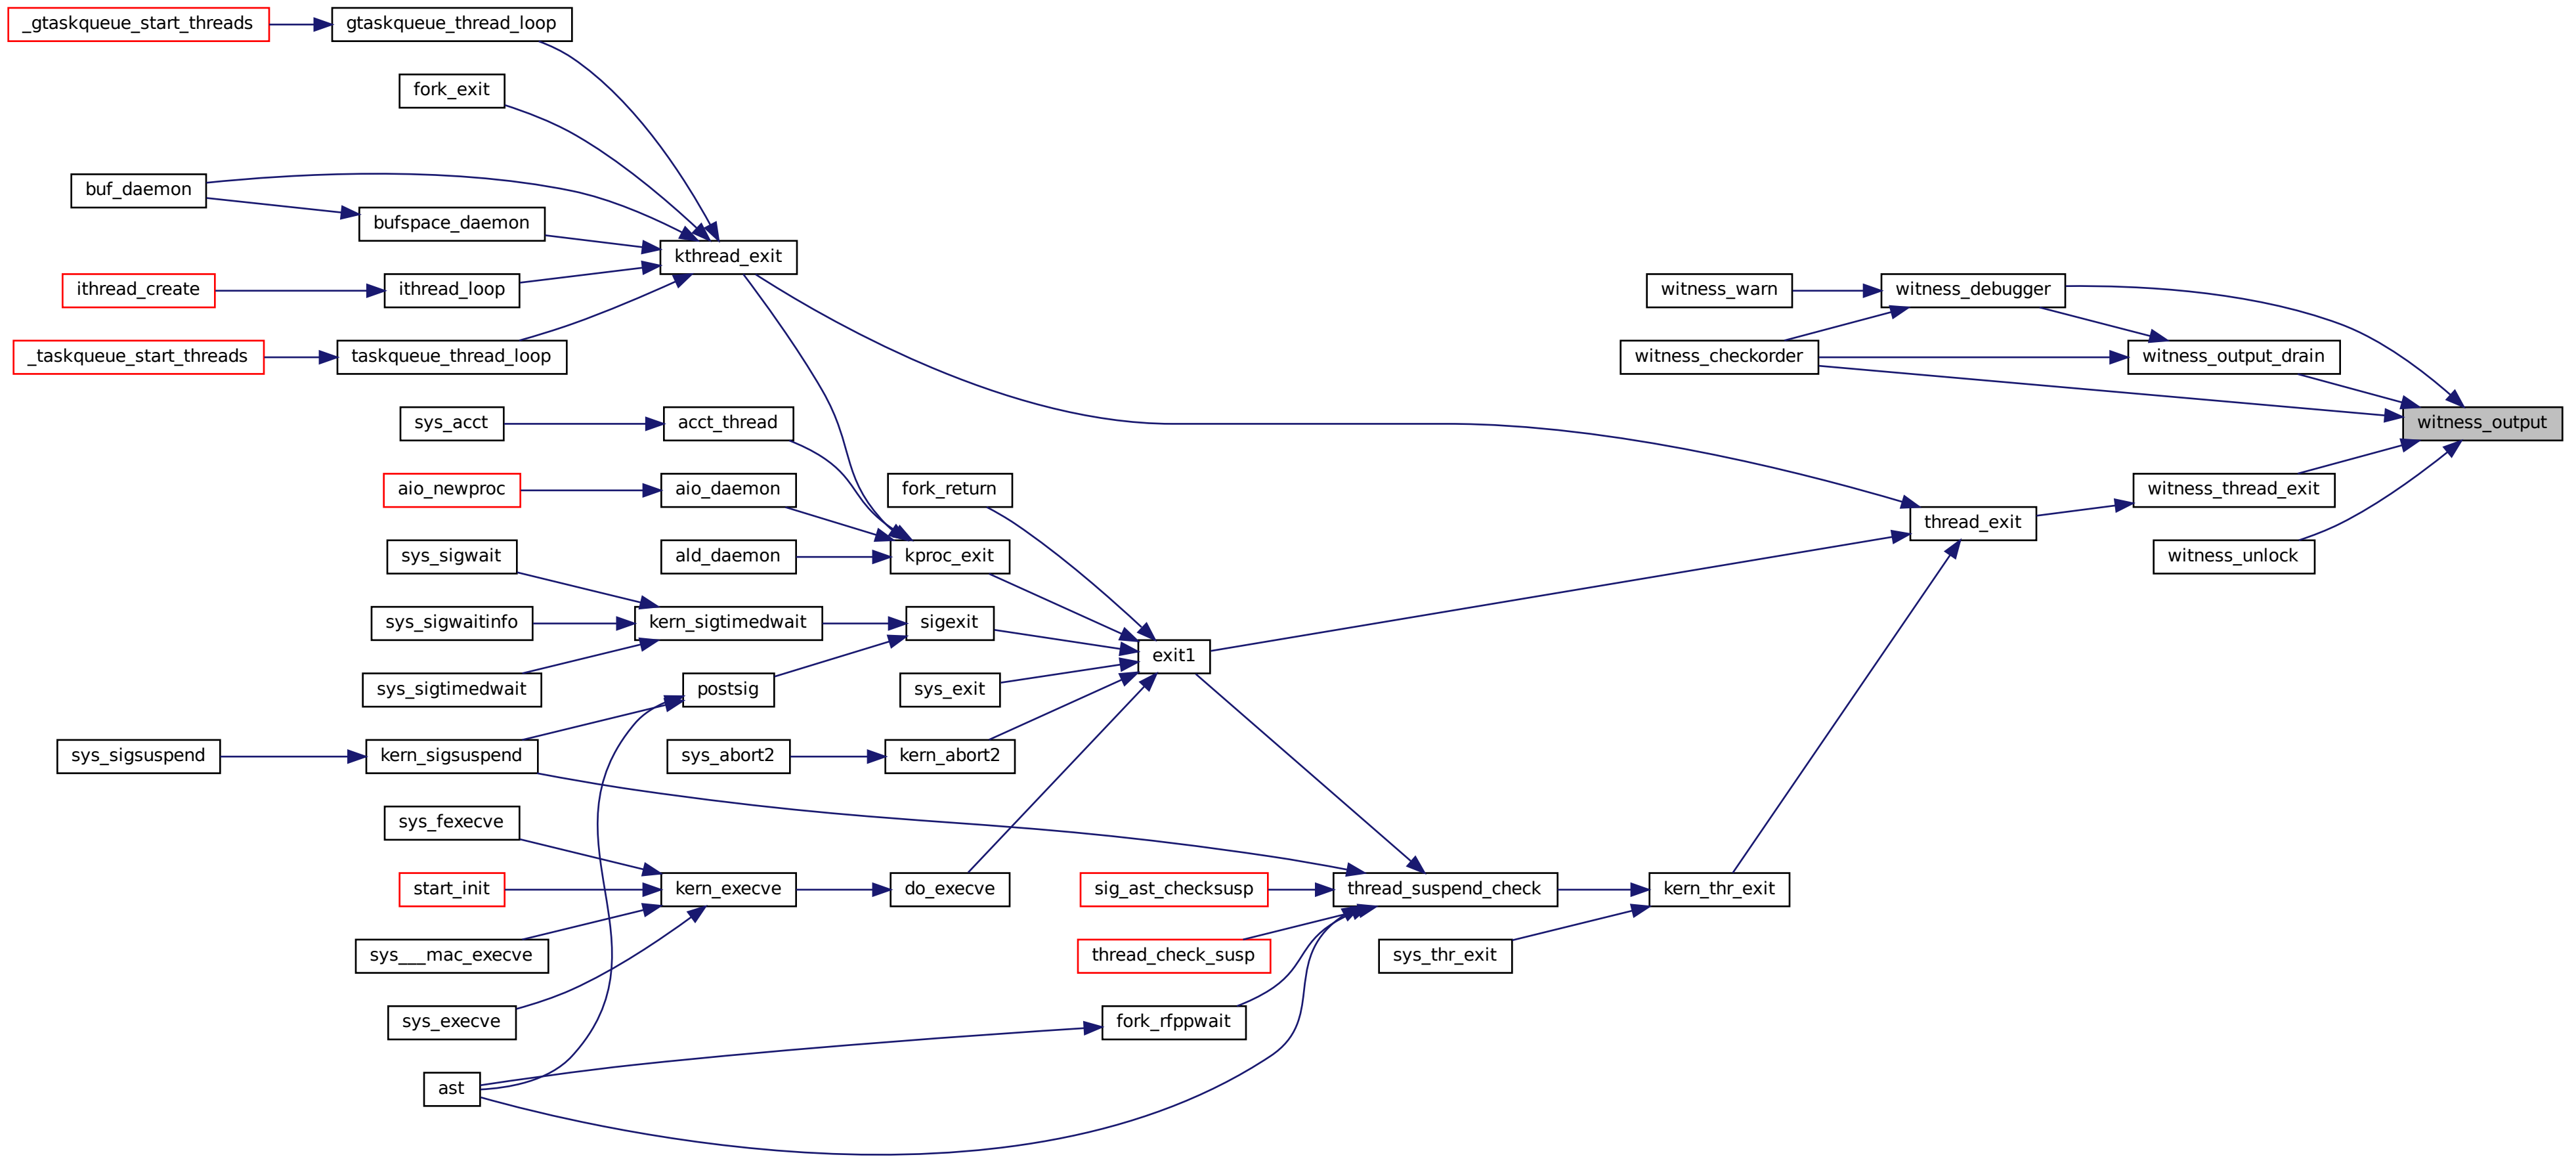 _gtaskqueue_start_threads
gtaskqueue_thread_loop
fork_exit
buf_daemon
bufspace_daemon
kthread_exit
ithread_create
ithread_loop
witness_warn
witness_debugger
_taskqueue_start_threads
taskqueue_thread_loop
witness_checkorder
witness_output_drain
sys_acct
acct_thread
witness_output
aio_newproc
aio_daemon
fork_return
witness_thread_exit
thread_exit
sys_sigwait
ald_daemon
kproc_exit
witness_unlock
sys_sigwaitinfo
kern_sigtimedwait
sigexit
exit1
sys_sigtimedwait
postsig
sys_exit
sys_sigsuspend
kern_sigsuspend
sys_abort2
kern_abort2
sys_fexecve
start_init
kern_execve
do_execve
sig_ast_checksusp
thread_suspend_check
kern_thr_exit
sys___mac_execve
thread_check_susp
sys_thr_exit
sys_execve
fork_rfppwait
ast